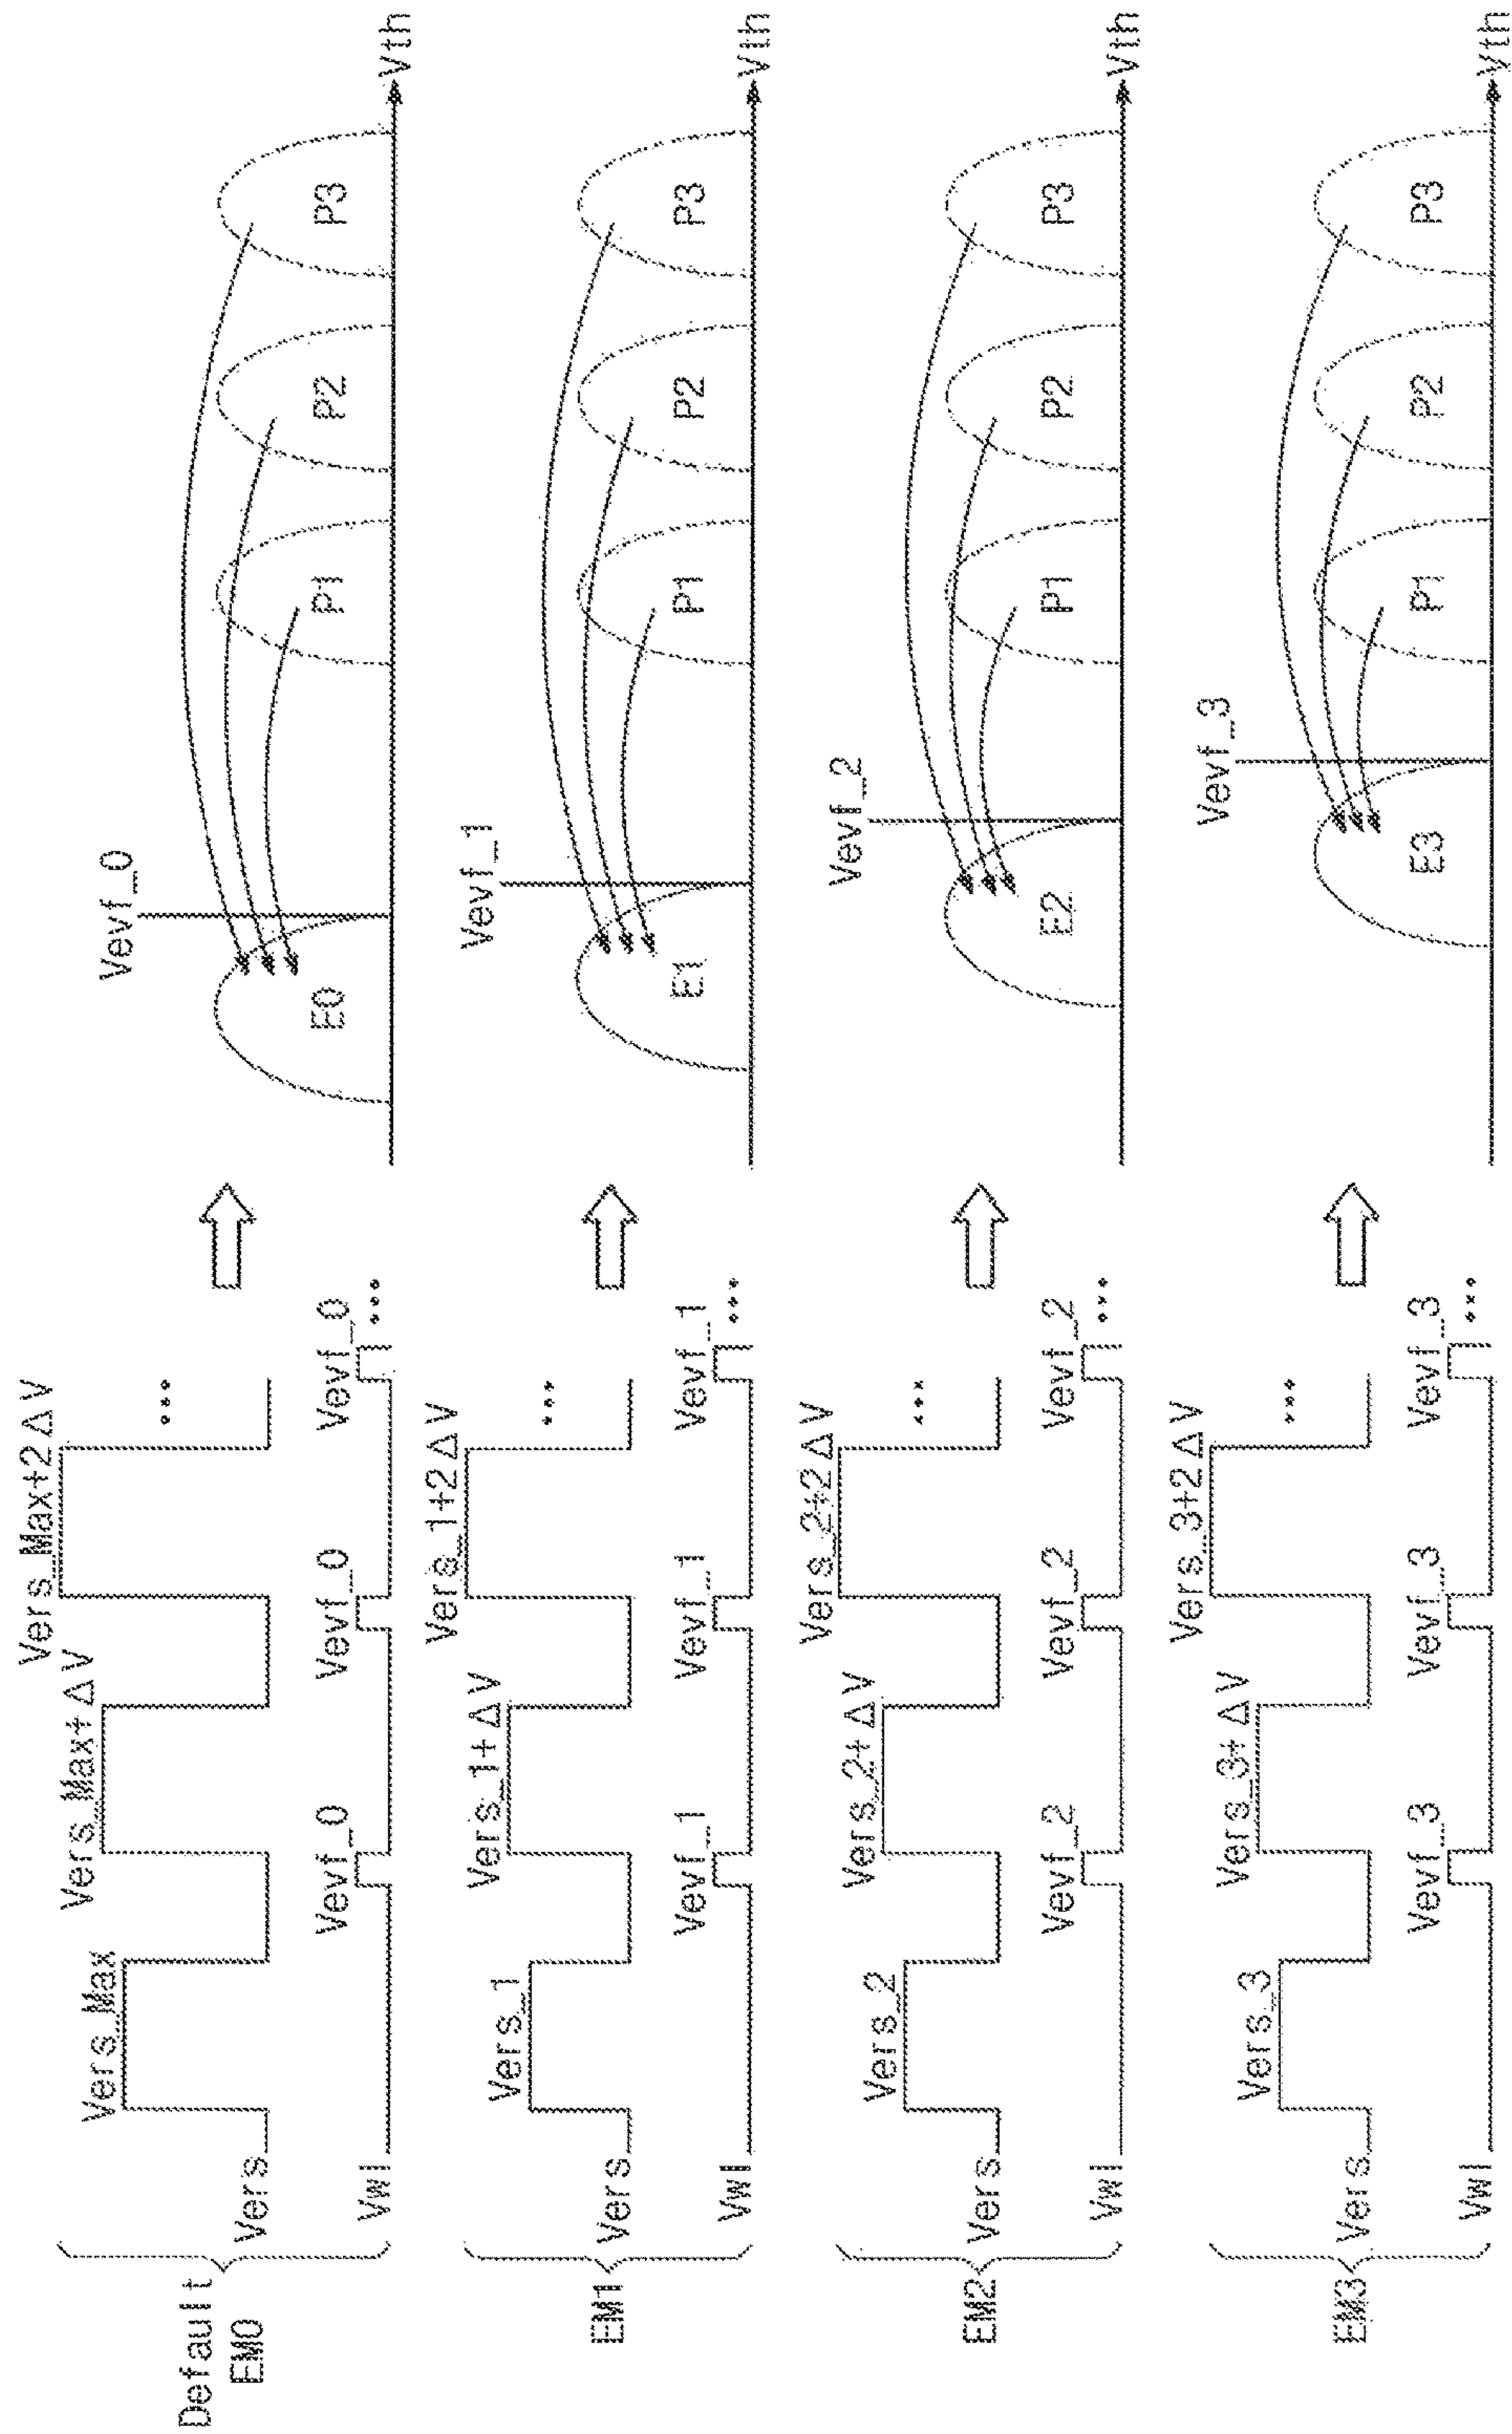 Default
EM0
Vers
Vers_Max
Vers_Max+ΔV
Vers_Max+2ΔV
...
Vwl
Vevf_0
Vevf_0
Vevf_0
...
Vevf_0
E0
P1
P2
P3
Vth
EM1
Vers
Vers_1
Vers_1+ΔV
Vers_1+2ΔV
...
Vwl
Vevf_1
Vevf_1
Vevf_1
...
Vevf_1
E1
P1
P2
P3
Vth
EM2
Vers
Vers_2
Vers_2+ΔV
Vers_2+2ΔV
...
Vwl
Vevf_2
Vevf_2
Vevf_2
...
Vevf_2
E2
P1
P2
P3
Vth
EM3
Vers
Vers_3
Vers_3+ΔV
Vers_3+2ΔV
...
Vwl
Vevf_3
Vevf_3
Vevf_3
...
Vevf_3
E3
P1
P2
P3
Vth